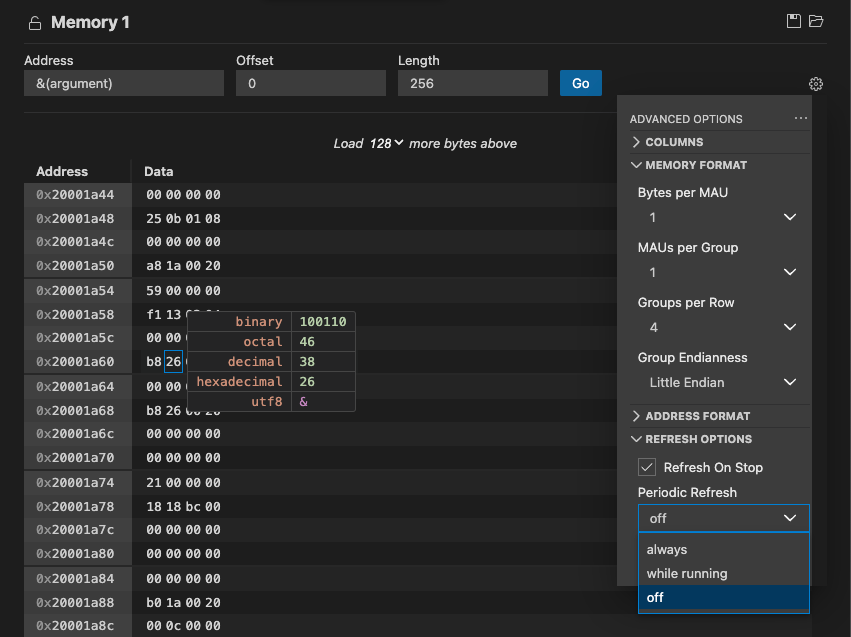 Memory 1
Address Offset Length
&(argument) 0 256 Go
Load 128 more bytes above
Address Data
0x20001a44 00 00 00 00
0x20001a48 25 0b 01 08
0x20001a4c 00 00 00 00
0x20001a50 a8 1a 00 20
0x20001a54 59 00 00 00
0x20001a58 f1 13
0x20001a5c 00 00
0x20001a60 b8 26
0x20001a64 00 00
0x20001a68 b8 26
0x20001a6c 00 00 00 00
0x20001a70 00 00 00 00
0x20001a74 21 00 00 00
0x20001a78 18 18 bc 00
0x20001a7c 00 00 00 00
0x20001a80 00 00 00 00
0x20001a84 00 00 00 00
0x20001a88 b0 1a 00 20
0x20001a8c 00 0c 00 00
binary 100110
octal 46
decimal 38
hexadecimal 26
utf8 &
ADVANCED OPTIONS ...
COLUMNS
MEMORY FORMAT
Bytes per MAU
1
MAUs per Group
1
Groups per Row
4
Group Endianness
Little Endian
ADDRESS FORMAT
REFRESH OPTIONS
Refresh On Stop
Periodic Refresh
off
always
while running
off